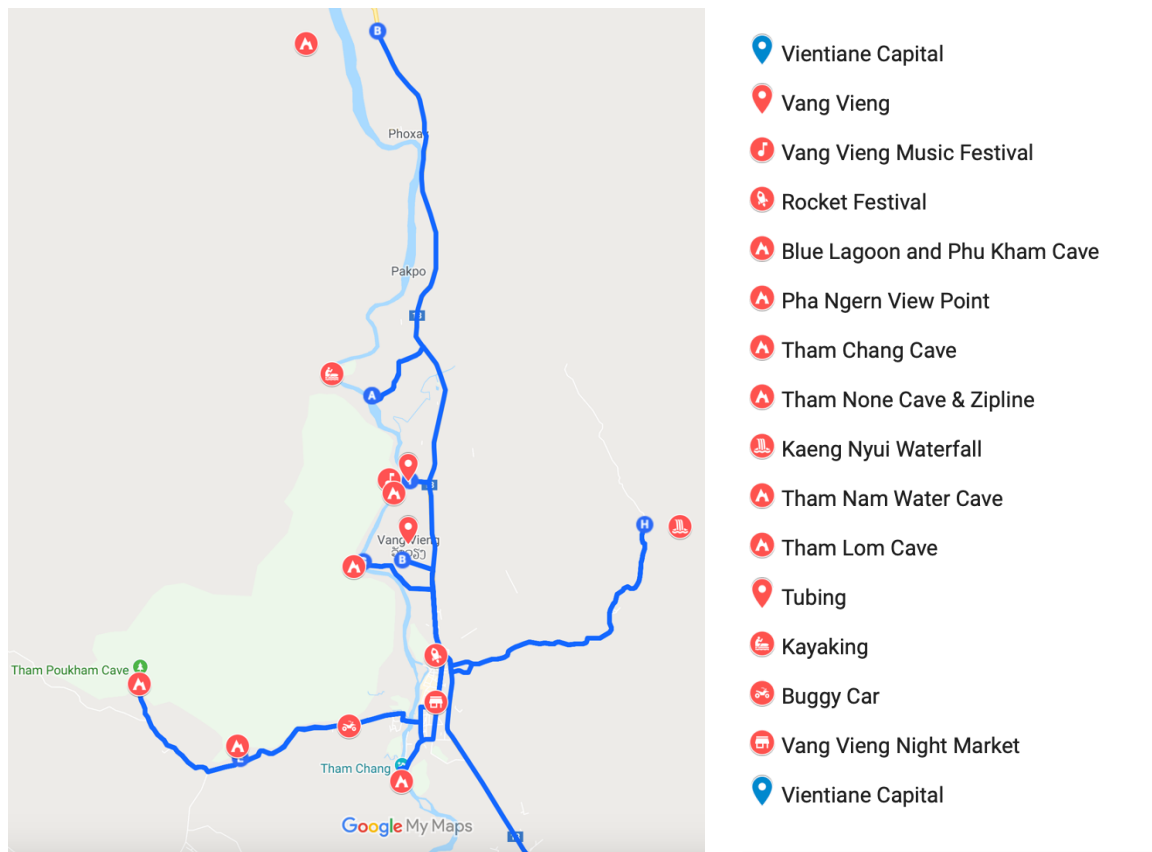 B
Phoxa
Pakpo
A
H
Vang Vieng
ວັງວຽງ
B
Tham Poukham Cave
Tham Chang
Google My Maps
Vientiane Capital
Vang Vieng
Vang Vieng Music Festival
Rocket Festival
Blue Lagoon and Phu Kham Cave
Pha Ngern View Point
Tham Chang Cave
Tham None Cave & Zipline
Kaeng Nyui Waterfall
Tham Nam Water Cave
Tham Lom Cave
Tubing
Kayaking
Buggy Car
Vang Vieng Night Market
Vientiane Capital